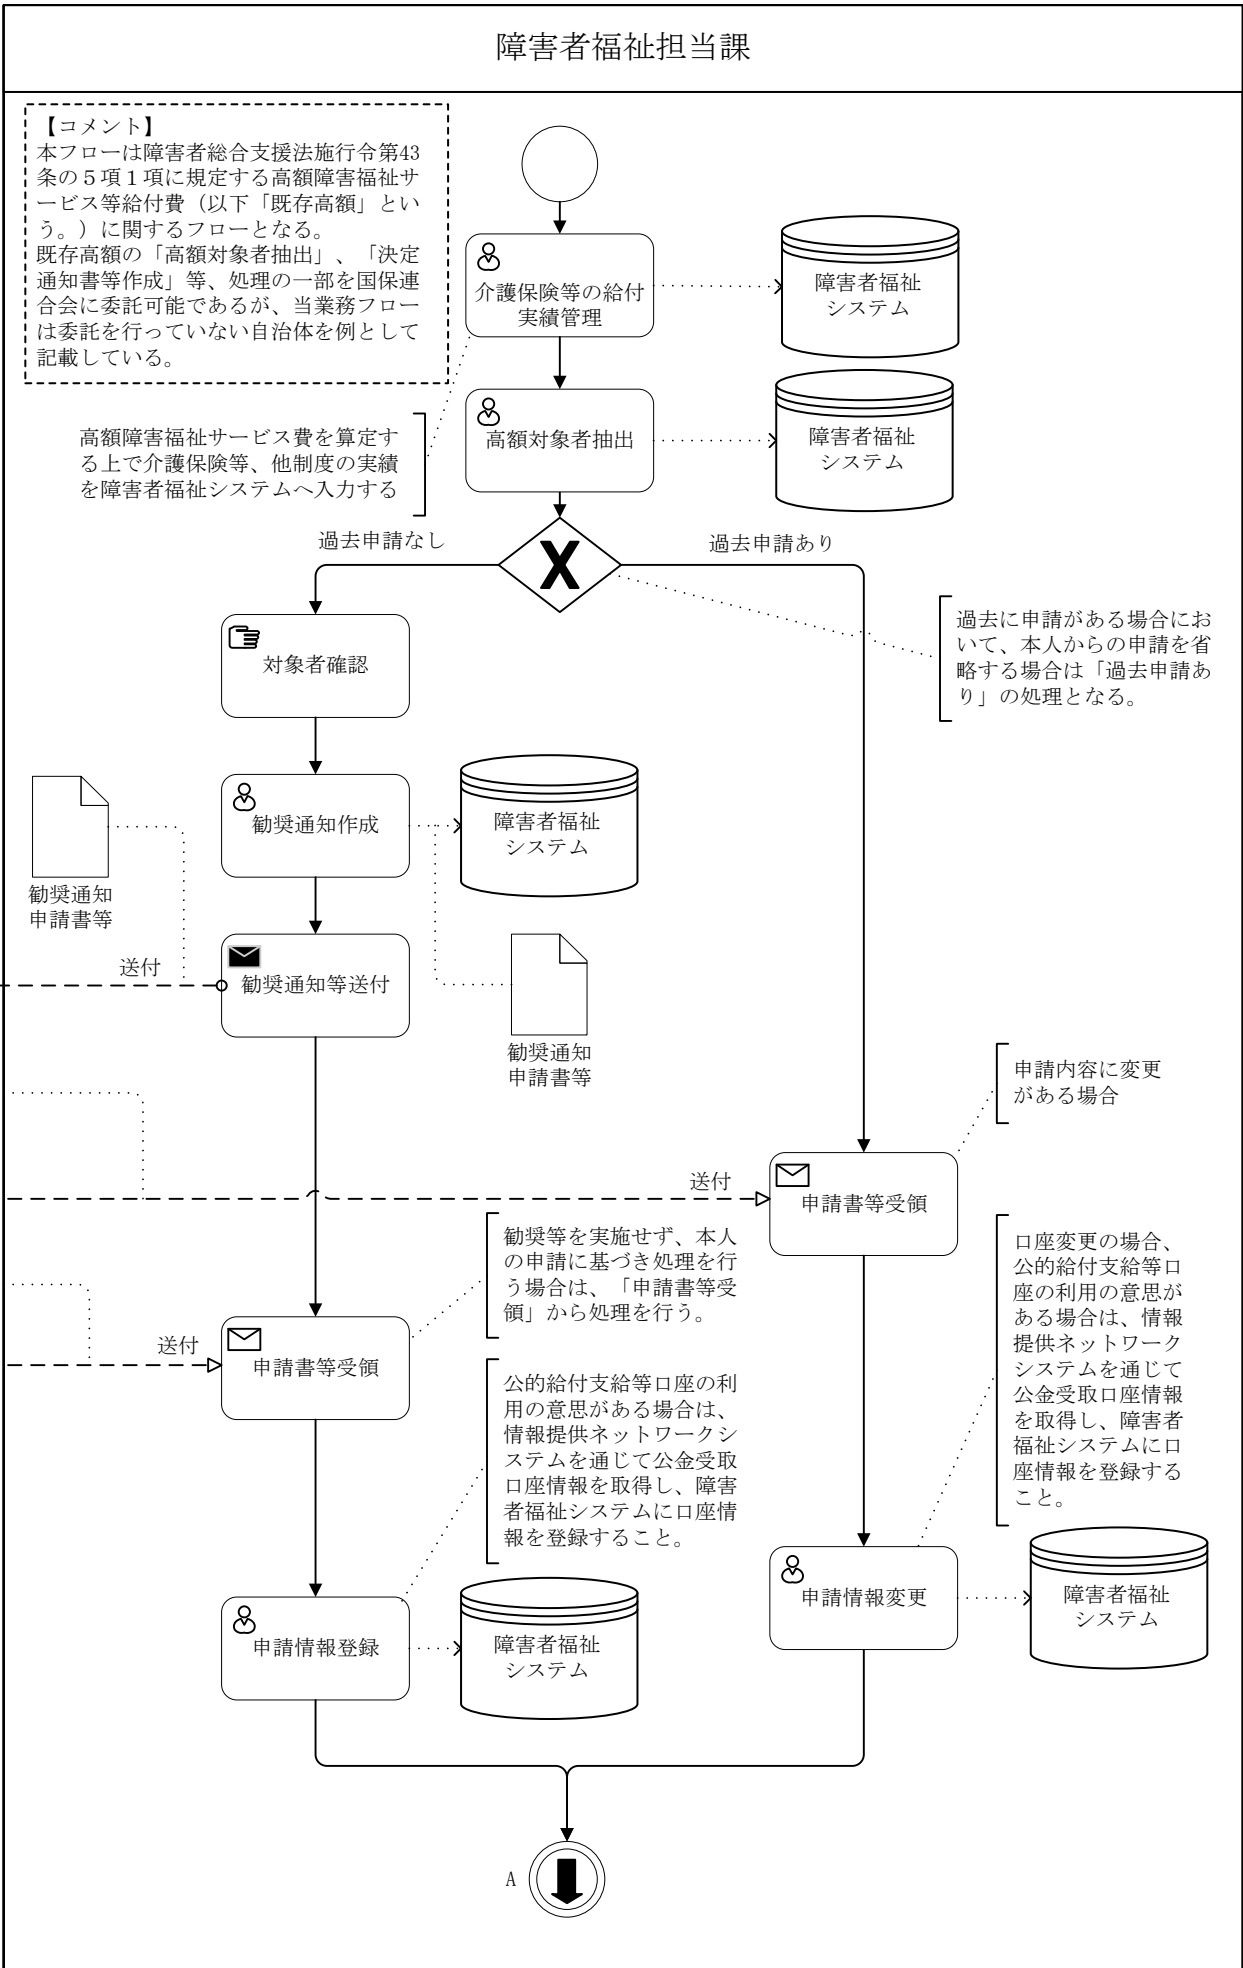 障害者福祉担当課
【コメント】
本フローは障害者総合支援法施行令第43
条の５項１項に規定する高額障害福祉サ
ービス等給付費（以下「既存高額」とい
う。）に関するフローとなる。
既存高額の「高額対象者抽出」、「決定
通知書等作成」等、処理の一部を国保連
合会に委託可能であるが、当業務フロー
は委託を行っていない自治体を例として
記載している。
介護保険等の給付
実績管理
障害者福祉
システム
高額障害福祉サービス費を算定す
る上で介護保険等、他制度の実績
を障害者福祉システムへ入力する
高額対象者抽出
障害者福祉
システム
過去申請なし
過去申請あり
過去に申請がある場合にお
いて、本人からの申請を省
略する場合は「過去申請あ
り」の処理となる。
対象者確認
勧奨通知作成
障害者福祉
システム
勧奨通知
申請書等
送付
勧奨通知等送付
勧奨通知
申請書等
申請内容に変更
がある場合
送付
申請書等受領
勧奨等を実施せず、本人
の申請に基づき処理を行
う場合は、「申請書等受
領」から処理を行う。
口座変更の場合、
公的給付支給等口
座の利用の意思が
ある場合は、情報
提供ネットワーク
システムを通じて
公金受取口座情報
を取得し、障害者
福祉システムに口
座情報を登録する
こと。
送付
申請書等受領
公的給付支給等口座の利
用の意思がある場合は、
情報提供ネットワークシ
ステムを通じて公金受取
口座情報を取得し、障害
者福祉システムに口座情
報を登録すること。
申請情報変更
障害者福祉
システム
申請情報登録
障害者福祉
システム
A